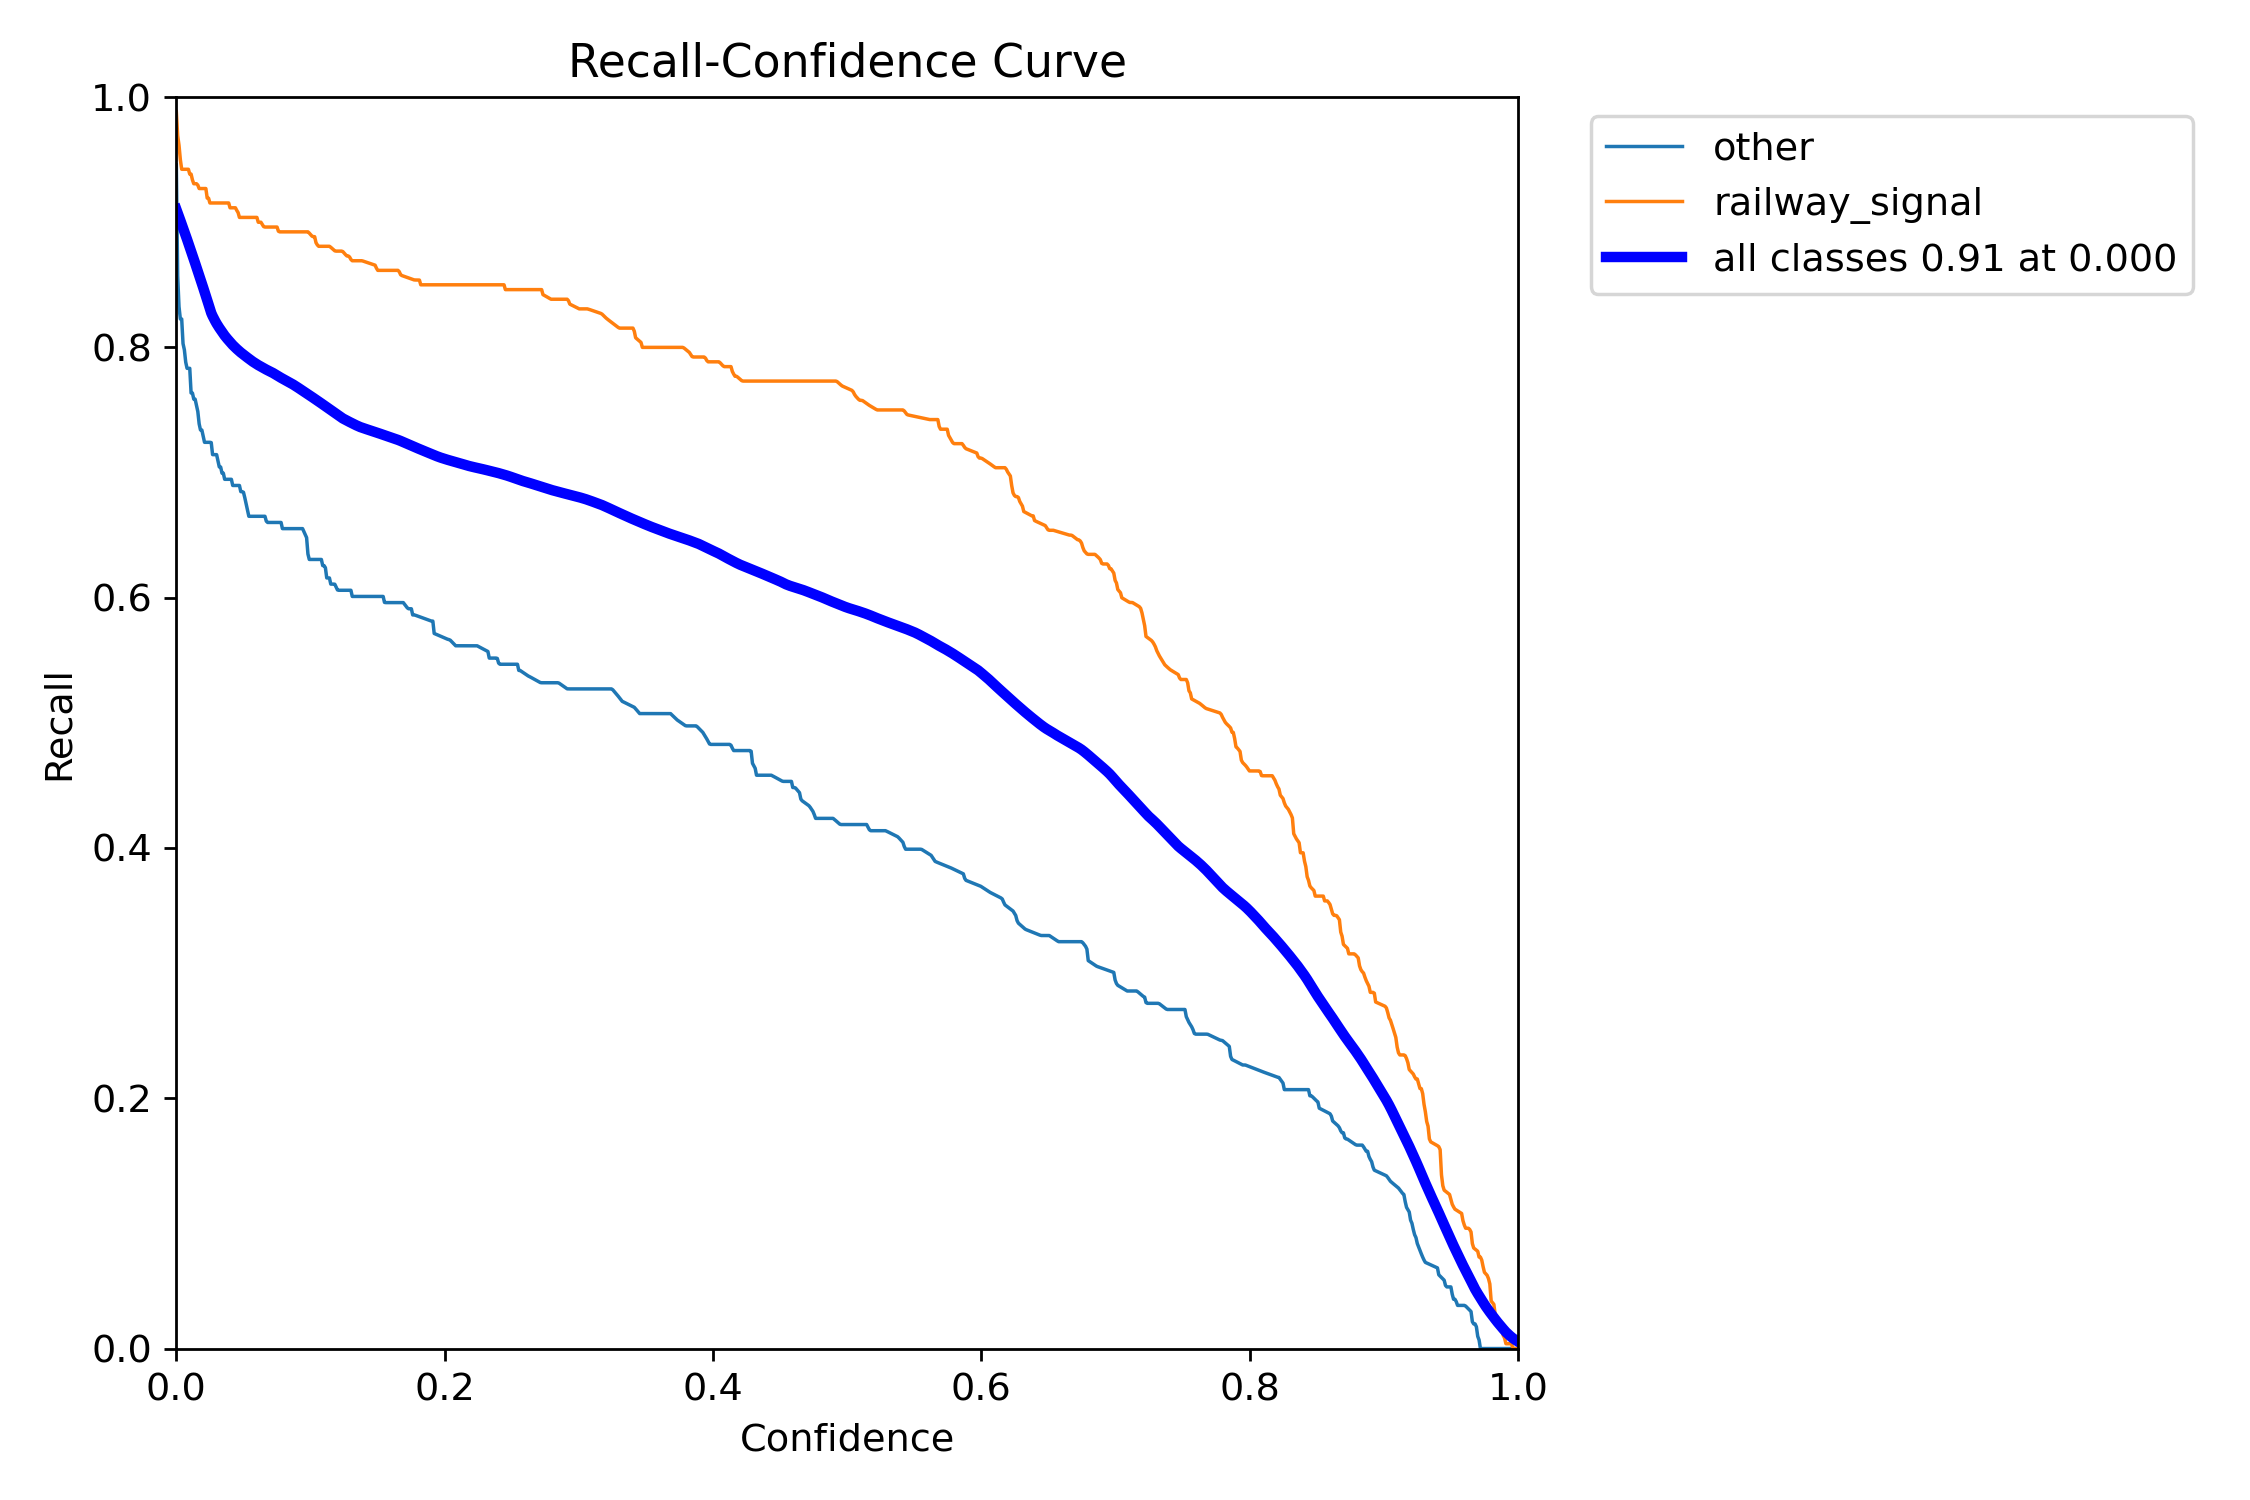 Recall-Confidence Curve
1.0
0.8
0.6
0.4
0.2
0.0
Recall
0.0 0.2 0.4 0.6 0.8 1.0
Confidence
other
railway_signal
all classes 0.91 at 0.000